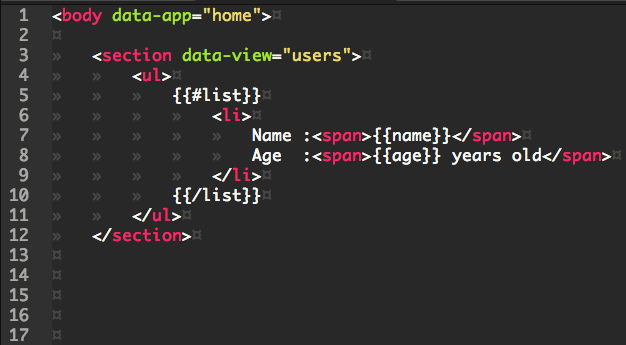 1 <body data-app="home">¤
2 ¤
3 »   <section data-view="users">¤
4 »   »   <ul>¤
5 »   »   »   {{#list}}¤
6 »   »   »   »   <li>¤
7 »   »   »   »   »   Name :<span>{{name}}</span>¤
8 »   »   »   »   »   Age  :<span>{{age}} years old</span>¤
9 »   »   »   »   </li>¤
10 »   »   »   {{/list}}¤
11 »   »   </ul>¤
12 »   </section>¤
13 ¤
14 ¤
15 ¤
16 ¤
17 ¤